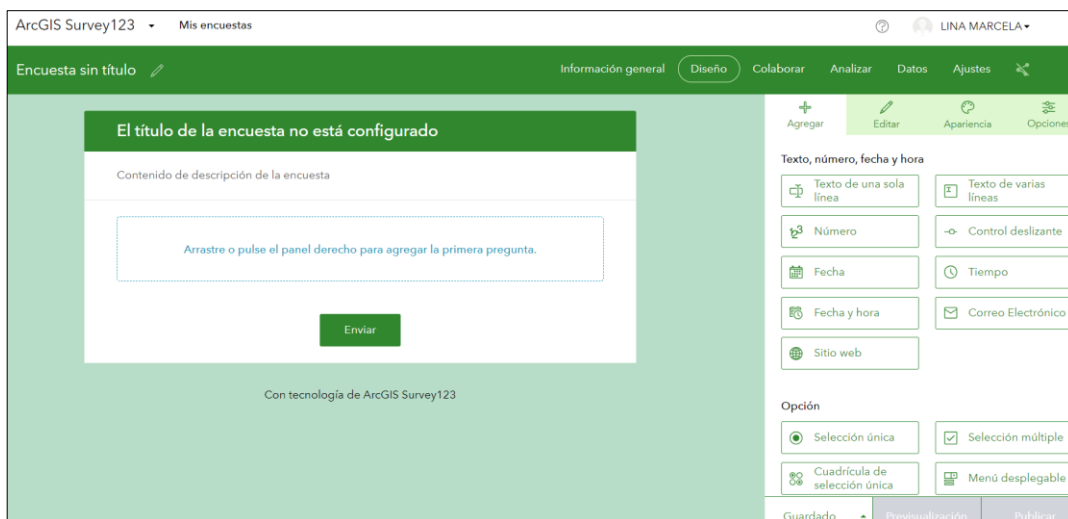 ArcGIS Survey123
Mis encuestas
LINA MARCELA
Encuesta sin título
Información general
Diseño
Colaborar
Analizar
Datos
Ajustes
El título de la encuesta no está configurado
Contenido de descripción de la encuesta
Arrastre o pulse el panel derecho para agregar la primera pregunta.
Enviar
Con tecnología de ArcGIS Survey123
Agregar
Editar
Apariencia
Opciones
Texto, número, fecha y hora
Texto de una sola
línea
Texto de varias
líneas
Número
Control deslizante
Fecha
Tiempo
Fecha y hora
Correo Electrónico
Sitio web
Opción
Selección única
Selección múltiple
Cuadrícula de
selección única
Menú desplegable
Guardado
Previsualización
Publicar